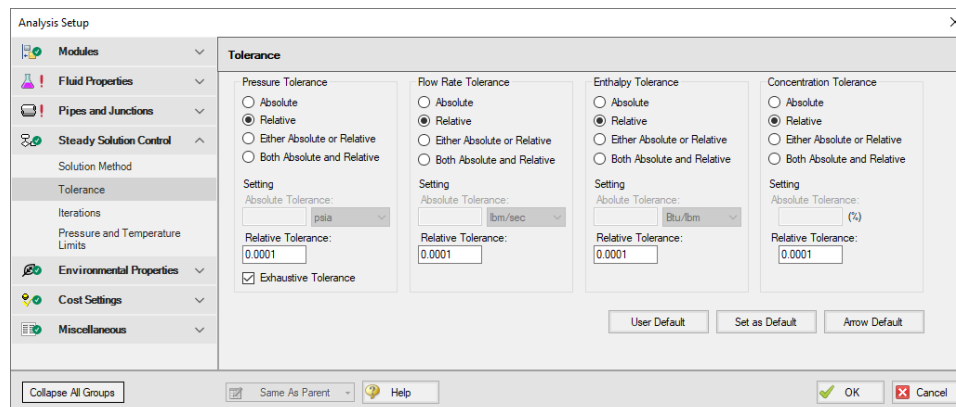 Analysis Setup
Modules
Fluid Properties
Pipes and Junctions
Steady Solution Control
Solution Method
Tolerance
Iterations
Pressure and Temperature
Limits
Environmental Properties
Cost Settings
Miscellaneous
Tolerance
Pressure Tolerance
Absolute
Relative
Either Absolute or Relative
Both Absolute and Relative
Setting
Absolute Tolerance:
psia
Relative Tolerance:
0.0001
Exhaustive Tolerance
Flow Rate Tolerance
Absolute
Relative
Either Absolute or Relative
Both Absolute and Relative
Setting
Absolute Tolerance:
lbm/sec
Relative Tolerance:
0.0001
Enthalpy Tolerance
Absolute
Relative
Either Absolute or Relative
Both Absolute and Relative
Setting
Abolute Tolerance:
Btu/lbm
Relative Tolerance:
0.0001
Concentration Tolerance
Absolute
Relative
Either Absolute or Relative
Both Absolute and Relative
Setting
Absolute Tolerance:
(%)
Relative Tolerance:
0.0001
User Default
Set as Default
Arrow Default
Collapse All Groups
Same As Parent
Help
OK
Cancel